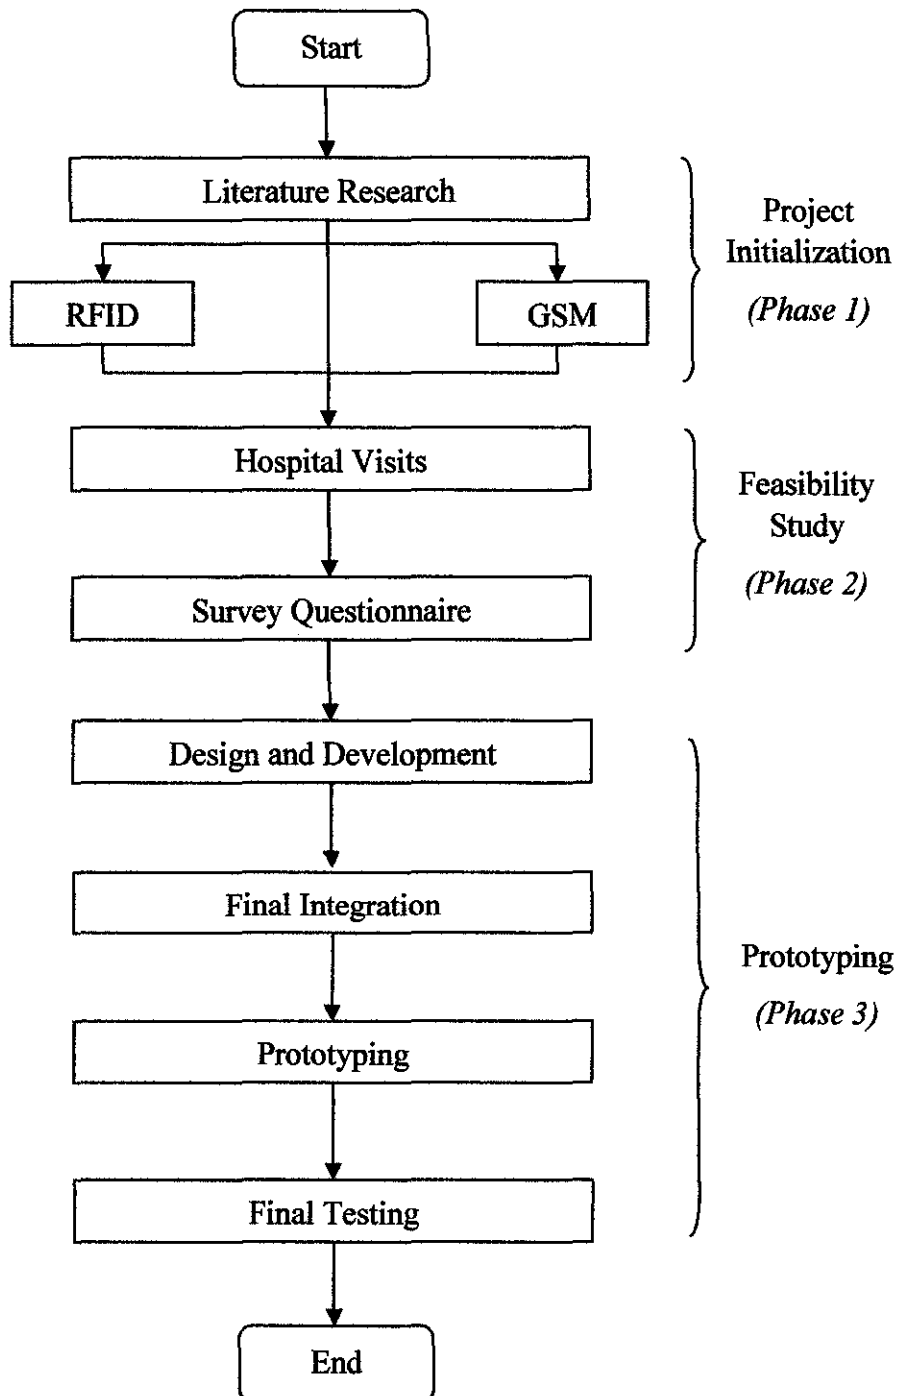 Start
Literature Research
RFID
GSM
Project
Initialization
(Phase 1)
Hospital Visits
Survey Questionnaire
Feasibility
Study
(Phase 2)
Design and Development
Final Integration
Prototyping
Final Testing
Prototyping
(Phase 3)
End